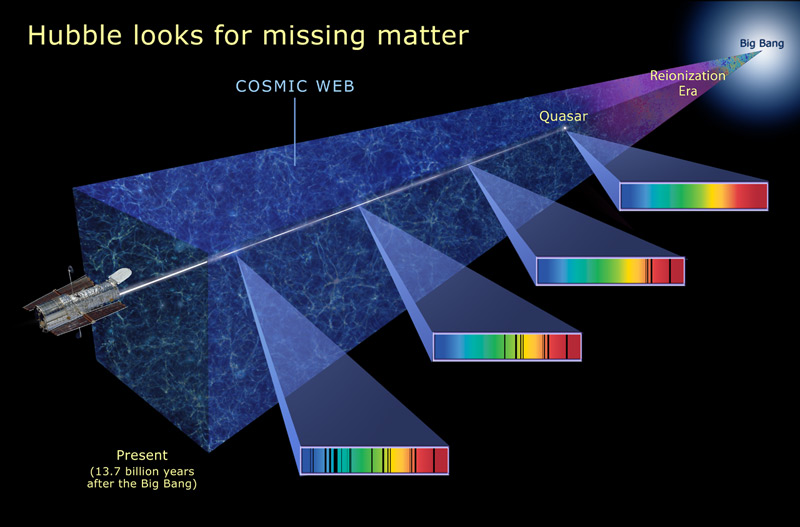 Hubble looks for missing matter
Big Bang
COSMIC WEB
Reionization
Era
Quasar
Present
(13.7 billion years
after the Big Bang)